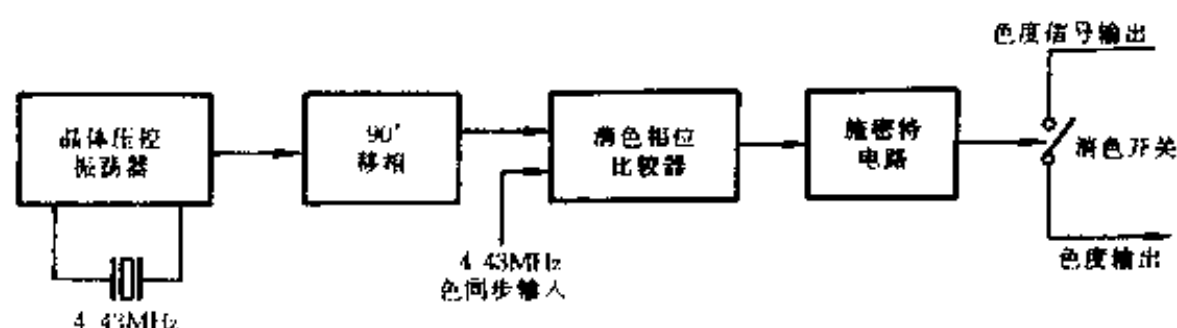 色度信号输出
晶体压控
振荡器
90°
移相
消色相位
比较器
施密特
电路
消色开关
4.43MHz
色同步输入
色度输出
4.43MHz